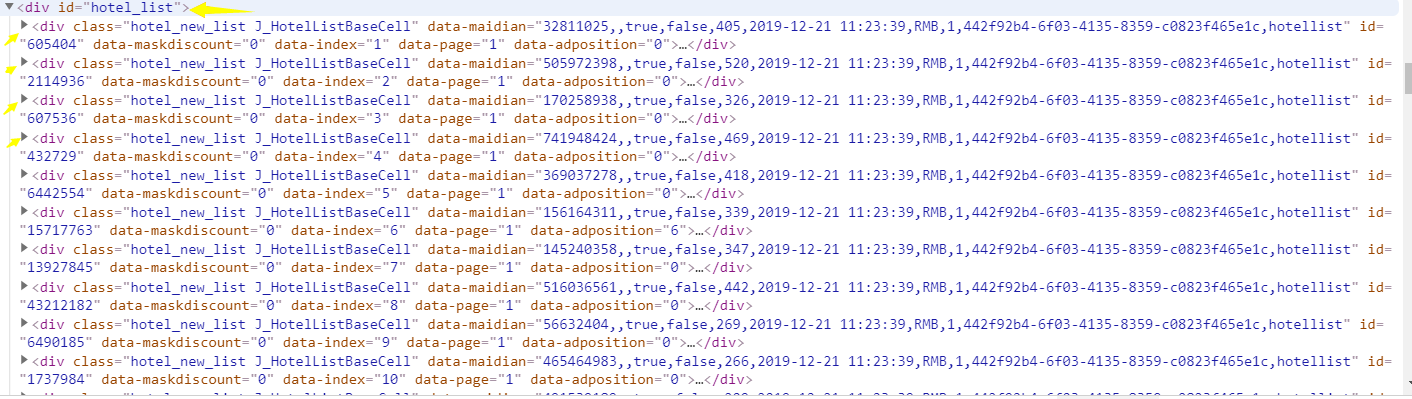 ▼<div id="hotel_list">
▶<div class="hotel_new_list J_HotelListBaseCell" data-maidian="32811025,,true,false,405,2019-12-21 11:23:39,RMB,1,442f92b4-6f03-4135-8359-c0823f465e1c,hotellist" id=
"605404" data-maskdiscount="0" data-index="1" data-page="1" data-adposition="0">…</div>
▶<div class="hotel_new_list J_HotelListBaseCell" data-maidian="505972398,,true,false,520,2019-12-21 11:23:39,RMB,1,442f92b4-6f03-4135-8359-c0823f465e1c,hotellist" id=
"2114936" data-maskdiscount="0" data-index="2" data-page="1" data-adposition="0">…</div>
▶<div class="hotel_new_list J_HotelListBaseCell" data-maidian="170258938,,true,false,326,2019-12-21 11:23:39,RMB,1,442f92b4-6f03-4135-8359-c0823f465e1c,hotellist" id=
"607536" data-maskdiscount="0" data-index="3" data-page="1" data-adposition="0">…</div>
▶<div class="hotel_new_list J_HotelListBaseCell" data-maidian="741948424,,true,false,469,2019-12-21 11:23:39,RMB,1,442f92b4-6f03-4135-8359-c0823f465e1c,hotellist" id=
"432729" data-maskdiscount="0" data-index="4" data-page="1" data-adposition="0">…</div>
▶<div class="hotel_new_list J_HotelListBaseCell" data-maidian="369037278,,true,false,418,2019-12-21 11:23:39,RMB,1,442f92b4-6f03-4135-8359-c0823f465e1c,hotellist" id=
"6442554" data-maskdiscount="0" data-index="5" data-page="1" data-adposition="0">…</div>
▶<div class="hotel_new_list J_HotelListBaseCell" data-maidian="156164311,,true,false,339,2019-12-21 11:23:39,RMB,1,442f92b4-6f03-4135-8359-c0823f465e1c,hotellist" id=
"15717763" data-maskdiscount="0" data-index="6" data-page="1" data-adposition="6">…</div>
▶<div class="hotel_new_list J_HotelListBaseCell" data-maidian="145240358,,true,false,347,2019-12-21 11:23:39,RMB,1,442f92b4-6f03-4135-8359-c0823f465e1c,hotellist" id=
"13927845" data-maskdiscount="0" data-index="7" data-page="1" data-adposition="0">…</div>
▶<div class="hotel_new_list J_HotelListBaseCell" data-maidian="516036561,,true,false,442,2019-12-21 11:23:39,RMB,1,442f92b4-6f03-4135-8359-c0823f465e1c,hotellist" id=
"43212182" data-maskdiscount="0" data-index="8" data-page="1" data-adposition="0">…</div>
▶<div class="hotel_new_list J_HotelListBaseCell" data-maidian="56632404,,true,false,269,2019-12-21 11:23:39,RMB,1,442f92b4-6f03-4135-8359-c0823f465e1c,hotellist" id=
"6490185" data-maskdiscount="0" data-index="9" data-page="1" data-adposition="0">…</div>
▶<div class="hotel_new_list J_HotelListBaseCell" data-maidian="465464983,,true,false,266,2019-12-21 11:23:39,RMB,1,442f92b4-6f03-4135-8359-c0823f465e1c,hotellist" id=
"1737984" data-maskdiscount="0" data-index="10" data-page="1" data-adposition="0">…</div>